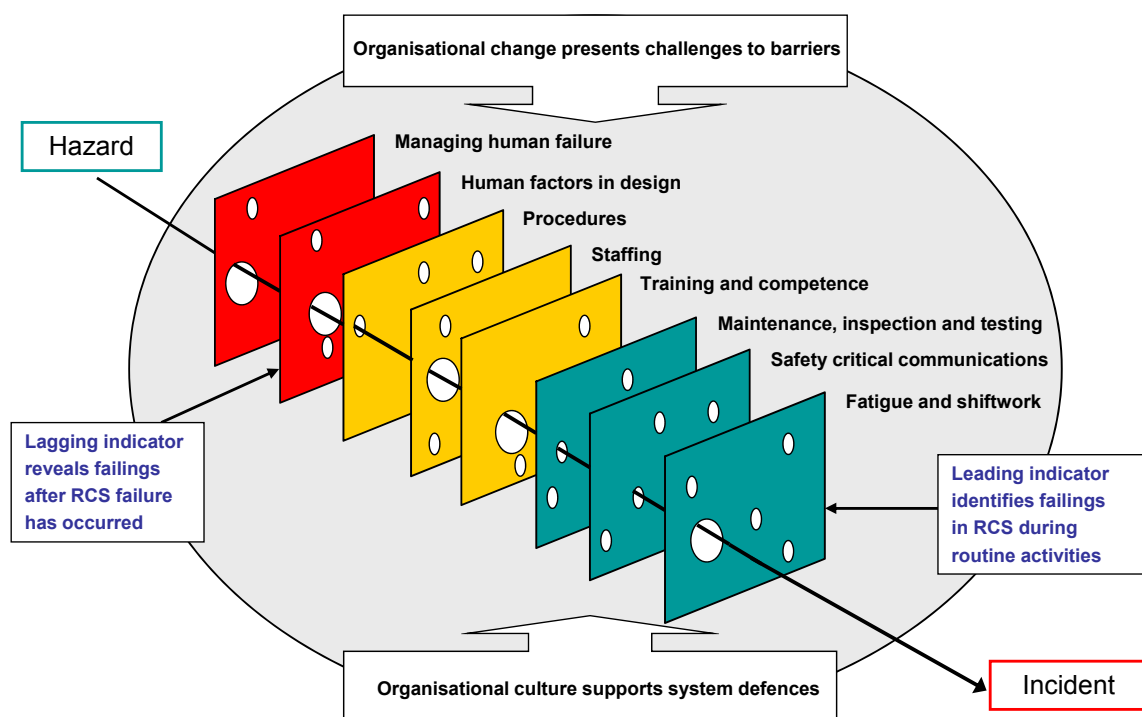 Organisational change presents challenges to barriers
Hazard
Managing human failure
Human factors in design
Procedures
Staffing
Training and competence
Maintenance, inspection and testing
Safety critical communications
Fatigue and shiftwork
Lagging indicator
reveals failings
after RCS failure
has occurred
Leading indicator
identifies failings
in RCS during
routine activities
Organisational culture supports system defences
Incident